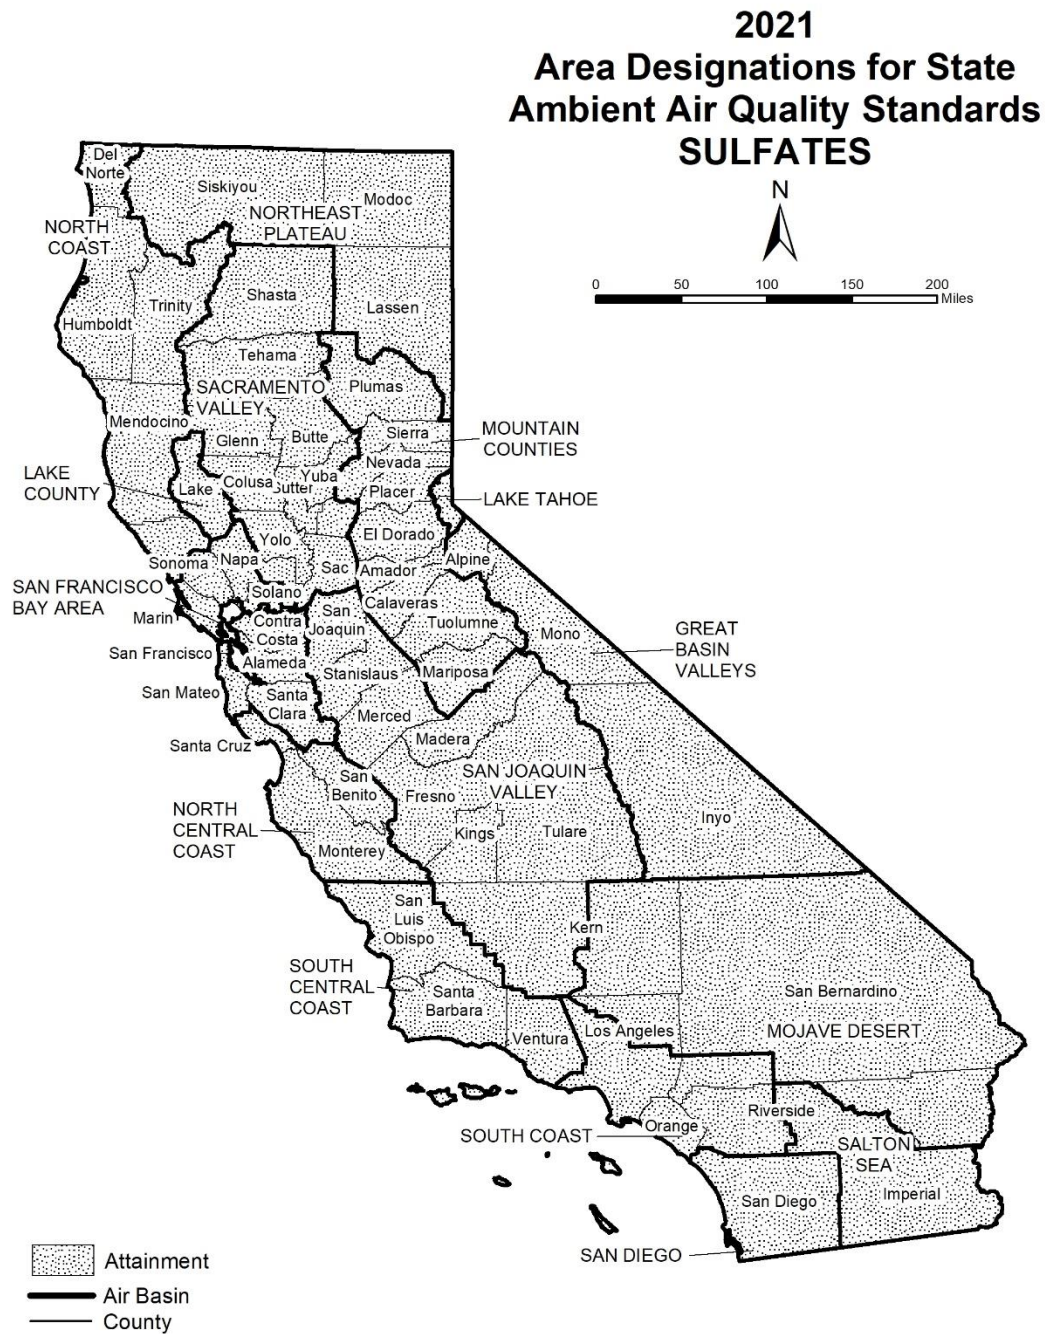 2021
Area Designations for State
Ambient Air Quality Standards
SULFATES
N
0 50 100 150 200
Miles
Del
Norte
Siskiyou
Modoc
NORTHEAST
PLATEAU
NORTH
COAST
Shasta
Trinity
Lassen
Humboldt
Tehama
SACRAMENTO
VALLEY
Plumas
Mendocino
Glenn
Butte
Sierra
MOUNTAIN
COUNTIES
Nevada
LAKE
COUNTY
Lake
Colusa
Yuba
Placer
LAKE TAHOE
Yolo
El Dorado
Sonoma
Napa
Sac
Amador
Alpine
SAN FRANCISCO
BAY AREA
Solano
Marin
Contra
Costa
San
Joaquin
Calaveras
Tuolumne
Mono
GREAT
BASIN
VALLEYS
San Francisco
Alameda
Stanislaus
Mariposa
San Mateo
Santa
Clara
Merced
Santa Cruz
Madera
San
Benito
Fresno
SAN JOAQUIN
VALLEY
NORTH
CENTRAL
COAST
Monterey
Kings
Tulare
Inyo
San
Luis
Obispo
Kern
SOUTH
CENTRAL
COAST
Santa
Barbara
San Bernardino
MOJAVE DESERT
Ventura
Los Angeles
Riverside
Orange
SOUTH COAST
SALTON
SEA
San Diego
Imperial
SAN DIEGO
Attainment
Air Basin
County